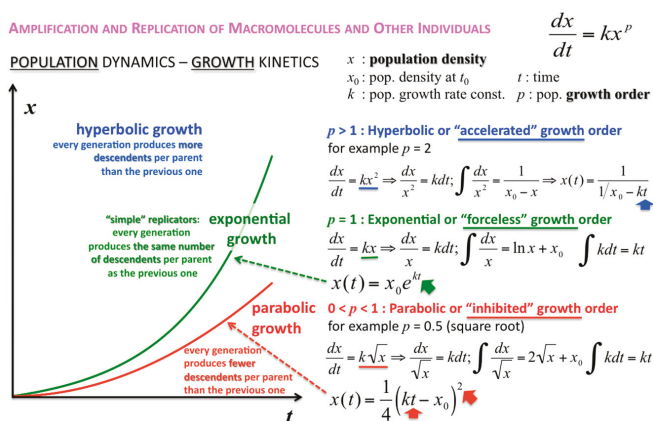 AMPLIFICATION AND REPLICATION OF MACROMOLECULES AND OTHER INDIVIDUALS
dx/dt = kx^p
POPULATION DYNAMICS – GROWTH KINETICS
x : population density
x₀ : pop. density at t₀ t : time
k : pop. growth rate const. p : pop. growth order
x
hyperbolic growth
every generation produces more
descendents per parent
than the previous one
"simple" replicators:
every generation
produces the same number
of descendents per parent
as the previous one
exponential
growth
parabolic
growth
every generation
produces fewer
descendents per parent
than the previous one
t
p > 1 : Hyperbolic or "accelerated" growth order
for example p = 2
dx/dt = kx² ⇒ dx/x² = kdt; ∫ dx/x² = 1/(x₀ − x) ⇒ x(t) = 1/(1/x₀ − kt)
p = 1 : Exponential or "forceless" growth order
dx/dt = kx ⇒ dx/x = kdt; ∫ dx/x = ln x + x₀ ∫ kdt = kt
x(t) = x₀e^kt
0 < p < 1 : Parabolic or "inhibited" growth order
for example p = 0.5 (square root)
dx/dt = k√x ⇒ dx/√x = kdt; ∫ dx/√x = 2√x + x₀ ∫ kdt = kt
x(t) = 1/4 (kt − x₀)²